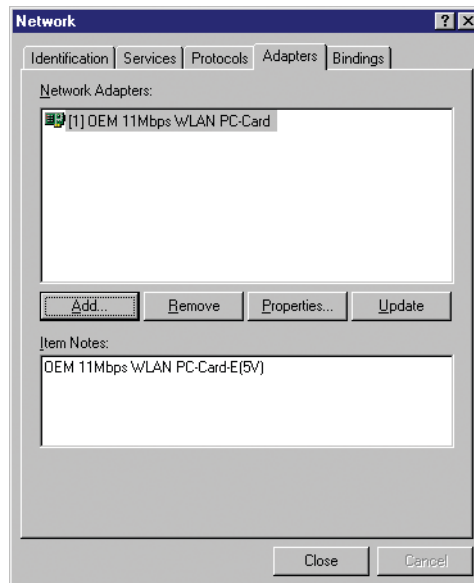 Network
Identification Services Protocols Adapters Bindings
Network Adapters:
[1] OEM 11Mbps WLAN PC-Card
Add... Remove Properties... Update
Item Notes:
OEM 11Mbps WLAN PC-Card-E(5V)
Close Cancel